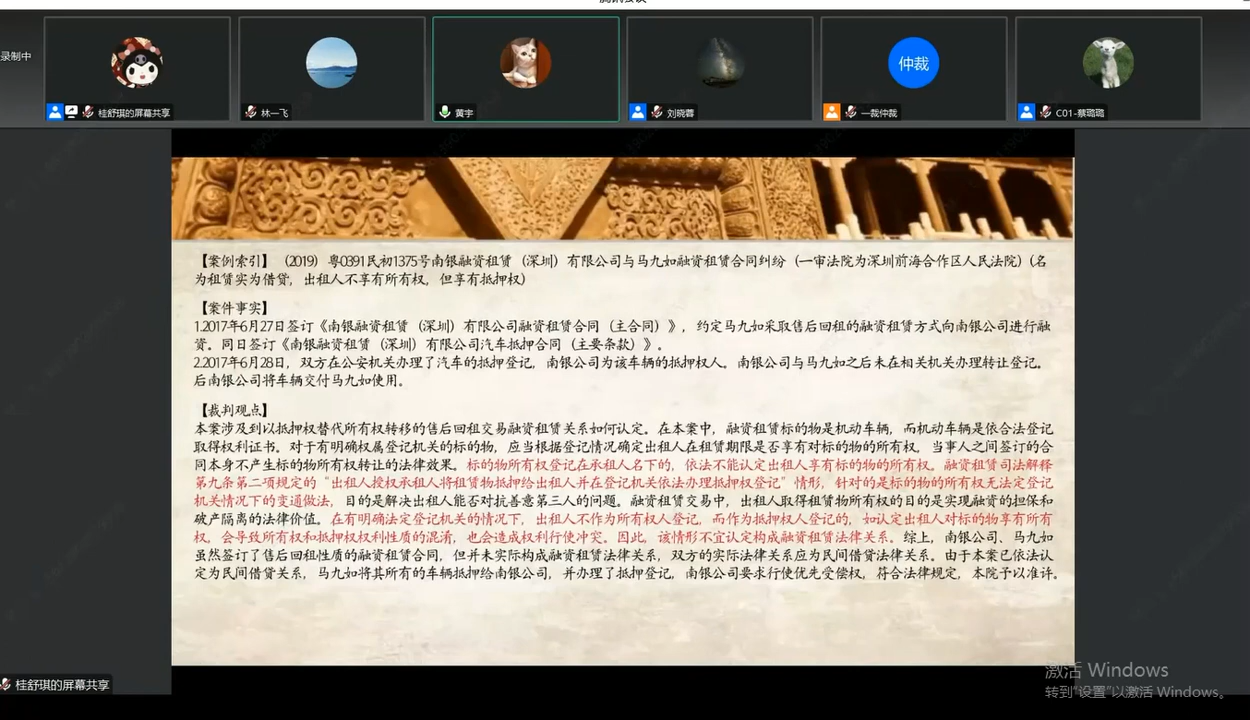 录制中
桂舒琪的屏幕共享
林一飞
黄宇
刘晓蓉
仲裁
一裁仲裁
C01-蔡璐璐
【案例索引】（2019）粤0391民初1375号南银融资租赁（深圳）有限公司与马九如融资租赁合同纠纷（一审法院为深圳前海合作区人民法院）(名
为租赁实为借贷，出租人不享有所有权，但享有抵押权)
【案件事实】
1.2017年6月27日签订《南银融资租赁（深圳）有限公司融资租赁合同（主合同）》，约定马九如采取售后回租的融资租赁方式向南银公司进行融
资。同日签订《南银融资租赁（深圳）有限公司汽车抵押合同（主要条款）》。
2.2017年6月28日，双方在公安机关办理了汽车的抵押登记，南银公司为该车辆的抵押权人。南银公司与马九如之后未在相关机关办理转让登记。
后南银公司将车辆交付马九如使用。
【裁判观点】
本案涉及到以抵押权替代所有权转移的售后回租交易融资租赁关系如何认定。在本案中，融资租赁标的物是机动车辆，而机动车辆是依合法登记
取得权利证书。对于有明确权属登记机关的标的物，应当根据登记情况确定出租人在租赁期限是否享有对标的物的所有权，当事人之间签订的合
同本身不产生标的物所有权转让的法律效果。标的物所有权登记在承租人名下的，依法不能认定出租人享有标的物的所有权。融资租赁司法解释
第九条第二项规定的“出租人授权承租人将租赁物抵押给出租人并在登记机关依法办理抵押权登记”情形，针对的是标的物的所有权无法定登记
机关情况下的变通做法，目的是解决出租人能否对抗善意第三人的问题。融资租赁交易中，出租人取得租赁物所有权的目的是实现融资的担保和
破产隔离的法律价值。在有明确法定登记机关的情况下，出租人不作为所有权人登记，而作为抵押权人登记的，如认定出租人对标的物享有所有
权，会导致所有权和抵押权权利性质的混淆，也会造成权利行使冲突。因此，该情形不宜认定构成融资租赁法律关系。综上，南银公司、马九如
虽然签订了售后回租性质的融资租赁合同，但并未实际构成融资租赁法律关系，双方的实际法律关系应为民间借贷法律关系。由于本案已依法认
定为民间借贷关系，马九如将其所有的车辆抵押给南银公司，并办理了抵押登记，南银公司要求行使优先受偿权，符合法律规定，本院予以准许。
激活 Windows
转到“设置”以激活 Windows。
桂舒琪的屏幕共享